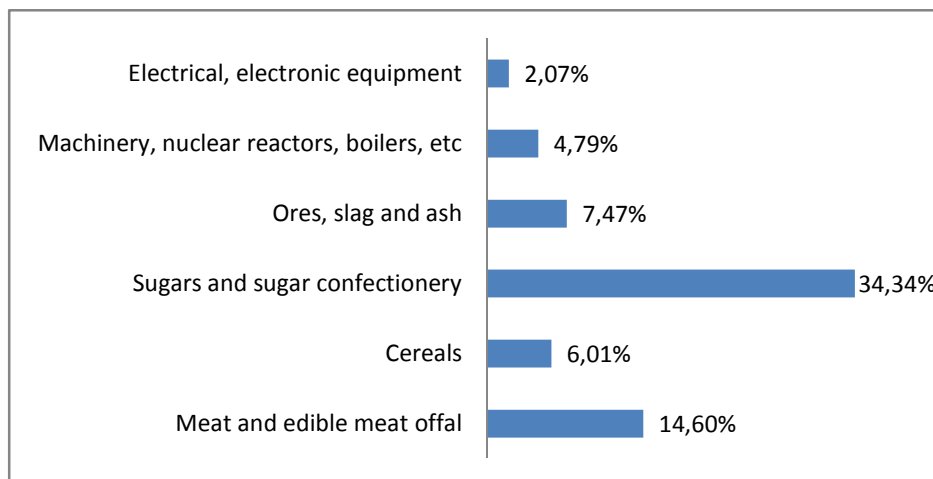 Electrical, electronic equipment 2,07%
Machinery, nuclear reactors, boilers, etc 4,79%
Ores, slag and ash 7,47%
Sugars and sugar confectionery 34,34%
Cereals 6,01%
Meat and edible meat offal 14,60%